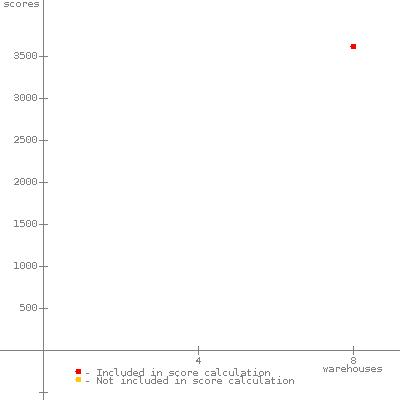 scores
3500
3000
2500
2000
1500
1000
500
4 8
warehouses
- Included in score calculation
- Not included in score calculation